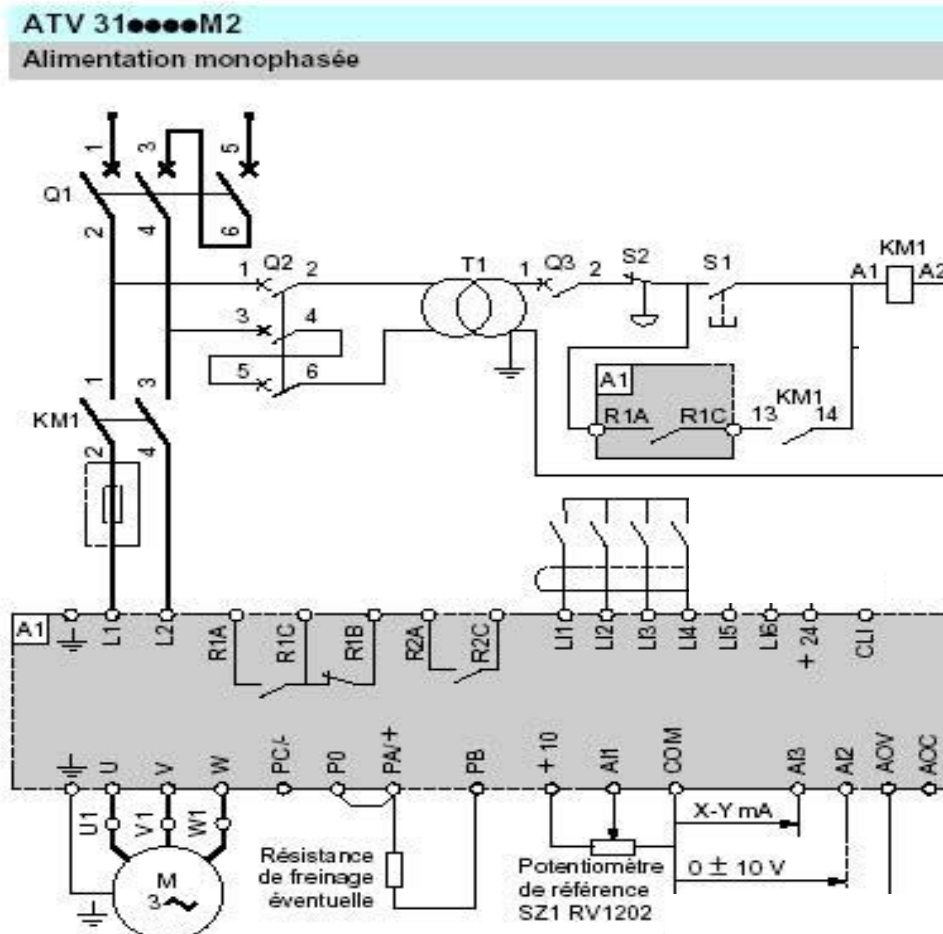 ATV 31●●●●M2
Alimentation monophasée
1 3 5
Q1
2 4 6
1 Q2 2 T1 1 Q3 2 S2 S1 KM1
A1 A2
3 4
5 6
A1
1 3
KM1
R1A R1C 13 KM1 14
2 4
A1
L1 L2 R1A R1C R1B R2A R2C LI1 LI2 LI3 LI4 LI5 LI6 + 24 CLI
U V W PC/- P0 PA/+ PB + 10 AI1 COM AI3 AI2 AOV AOC
U1 V1 W1
X-Y mA
M
3
Résistance
de freinage
éventuelle
Potentiomètre
de référence
SZ1 RV1202
0 ± 10 V